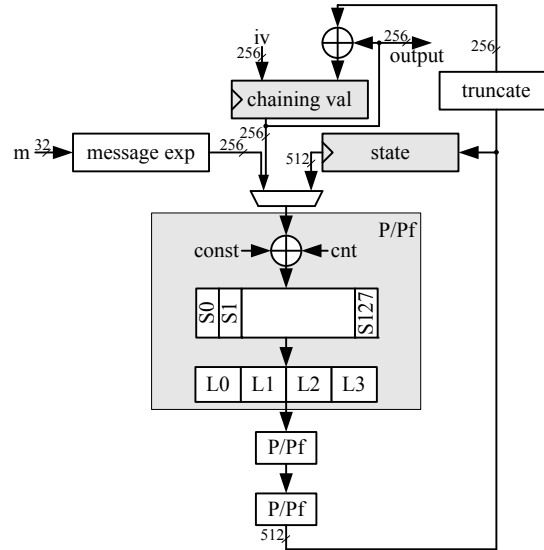 iv
256
256
output
256
chaining val
truncate
256
m
32
message exp
256
512
state
P/Pf
const
cnt
S0
S1
S127
L0
L1
L2
L3
P/Pf
P/Pf
512